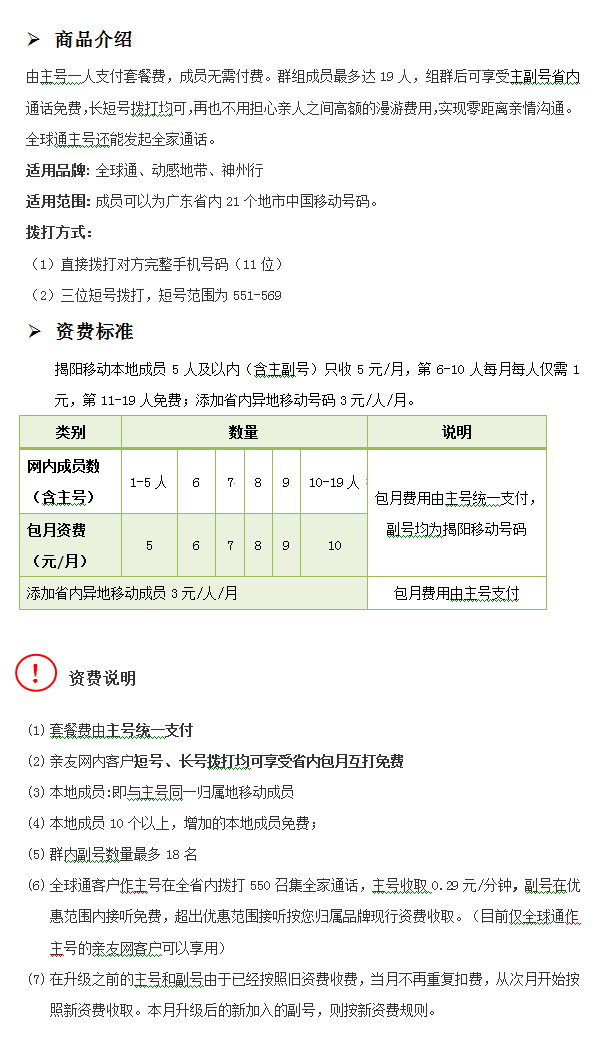 ➢ 商品介绍
由主号一人支付套餐费，成员无需付费。群组成员最多达 19 人，组群后可享受主副号省内
通话免费，长短号拨打均可，再也不用担心亲人之间高额的漫游费用，实现零距离亲情沟通。
全球通主号还能发起全家通话。
适用品牌: 全球通、动感地带、神州行
适用范围: 成员可以为广东省内 21 个地市中国移动号码。
拨打方式：
（1）直接拨打对方完整手机号码（11 位）
（2）三位短号拨打，短号范围为 551-569
➢ 资费标准
揭阳移动本地成员 5 人及以内（含主副号）只收 5 元/月，第 6-10 人每月每人仅需 1
元，第 11-19 人免费；添加省内异地移动号码 3 元/人/月。
类别 数量 说明
网内成员数
（含主号） 1-5 人 6 7 8 9 10-19 人
包月费用由主号统一支付，
副号均为揭阳移动号码
包月资费
（元/月） 5 6 7 8 9 10
添加省内异地移动成员 3 元/人/月 包月费用由主号支付
! 资费说明
(1) 套餐费由主号统一支付
(2) 亲友网内客户短号、长号拨打均可享受省内包月互打免费
(3) 本地成员:即与主号同一归属地移动成员
(4) 本地成员 10 个以上，增加的本地成员免费；
(5) 群内副号数量最多 18 名
(6) 全球通客户作主号在全省内拨打 550 召集全家通话，主号收取 0.29 元/分钟，副号在优
惠范围内接听免费，超出优惠范围接听按您归属品牌现行资费收取。（目前仅全球通作
主号的亲友网客户可以享用）
(7) 在升级之前的主号和副号由于已经按照旧资费收费，当月不再重复扣费，从次月开始按
照新资费收取。本月升级后的新加入的副号，则按新资费规则。